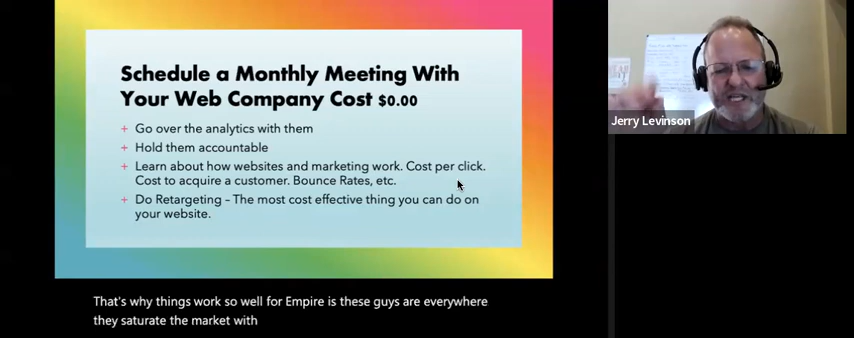 Schedule a Monthly Meeting With
Your Web Company Cost $0.00
+ Go over the analytics with them
+ Hold them accountable
+ Learn about how websites and marketing work. Cost per click.
Cost to acquire a customer. Bounce Rates, etc.
+ Do Retargeting – The most cost effective thing you can do on
your website.
Jerry Levinson
That's why things work so well for Empire is these guys are everywhere
they saturate the market with